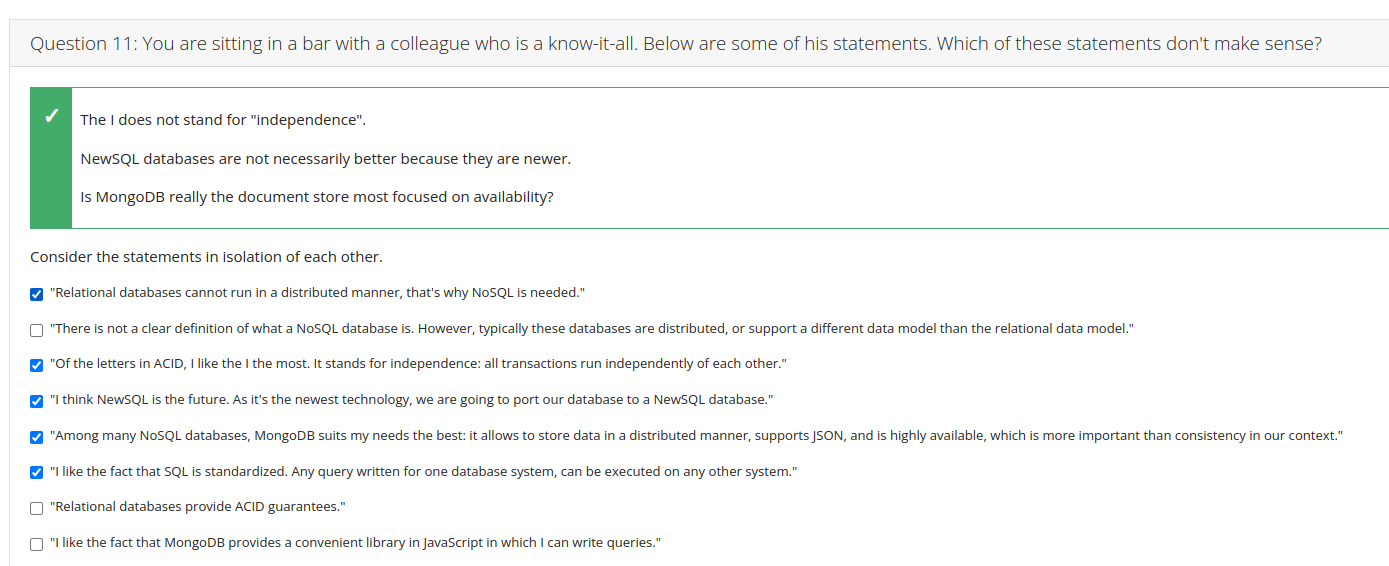 Question 11: You are sitting in a bar with a colleague who is a know-it-all. Below are some of his statements. Which of these statements don't make sense?
The I does not stand for "independence".
NewSQL databases are not necessarily better because they are newer.
Is MongoDB really the document store most focused on availability?
Consider the statements in isolation of each other.
"Relational databases cannot run in a distributed manner, that's why NoSQL is needed."
"There is not a clear definition of what a NoSQL database is. However, typically these databases are distributed, or support a different data model than the relational data model."
"Of the letters in ACID, I like the I the most. It stands for independence: all transactions run independently of each other."
"I think NewSQL is the future. As it's the newest technology, we are going to port our database to a NewSQL database."
"Among many NoSQL databases, MongoDB suits my needs the best: it allows to store data in a distributed manner, supports JSON, and is highly available, which is more important than consistency in our context."
"I like the fact that SQL is standardized. Any query written for one database system, can be executed on any other system."
"Relational databases provide ACID guarantees."
"I like the fact that MongoDB provides a convenient library in JavaScript in which I can write queries."